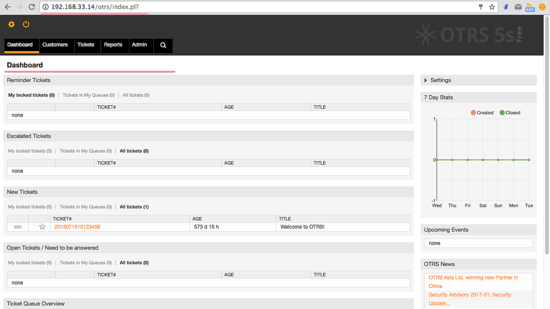 192.168.33.14/otrs/index.pl?
OTRS 5s Free
Dashboard Customers Tickets Reports Admin
Dashboard
Reminder Tickets
My locked tickets (0) | Tickets in My Queues (0) | All tickets (0)
TICKET# AGE TITLE
none
Escalated Tickets
My locked tickets (0) | Tickets in My Queues (0) | All tickets (0)
TICKET# AGE TITLE
none
New Tickets
My locked tickets (0) | Tickets in My Queues (0) | All tickets (1)
TICKET# AGE TITLE
2015071510123456 573 d 15 h Welcome to OTRS!
Open Tickets / Need to be answered
My locked tickets (0) | Tickets in My Queues (0) | All tickets (0)
TICKET# AGE TITLE
none
Ticket Queue Overview
Settings
7 Day Stats
Created Closed
1
0
-1
Wed Thu Fri Sat Sun Mon Tue
Upcoming Events
none
OTRS News
OTRS Asia Ltd. winning new Partner in
China
Security Advisory 2017-01: Security
Update...